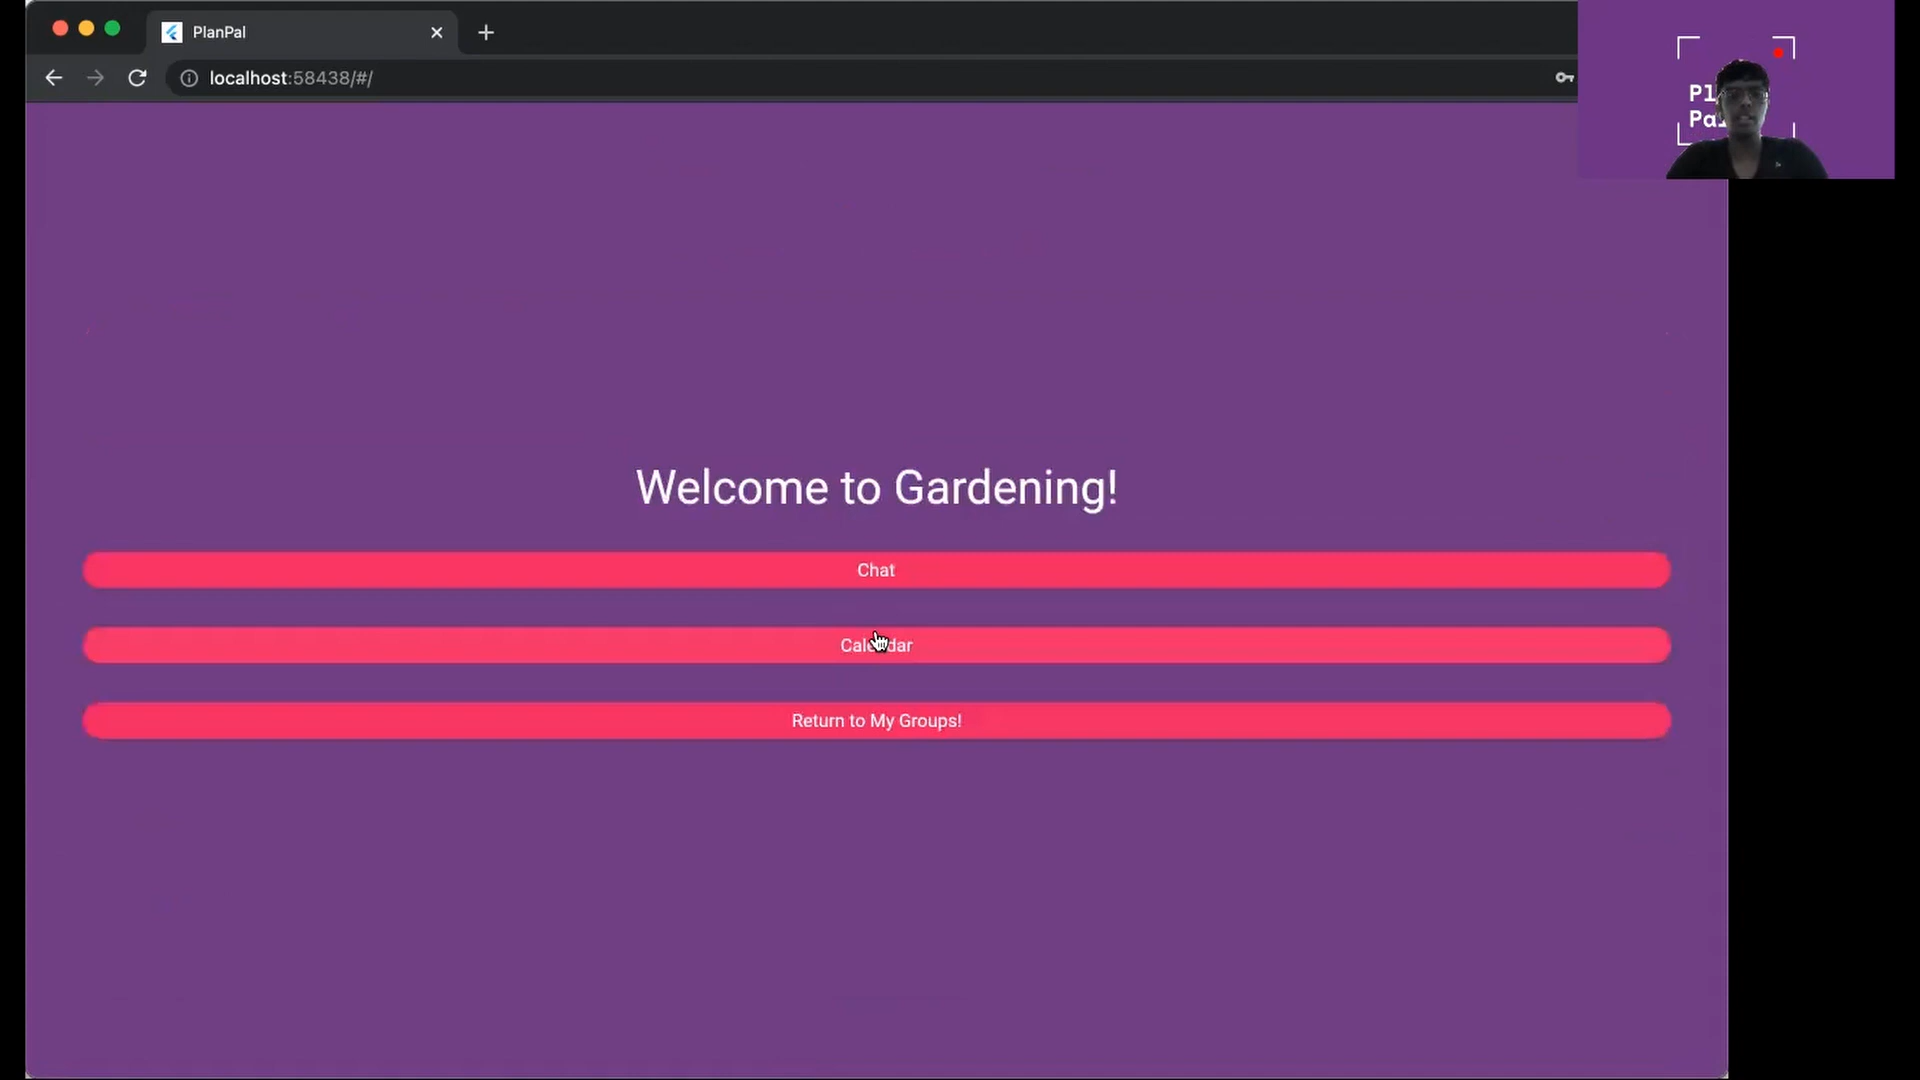 PlanPal
localhost:58438/#/
Welcome to Gardening!
Chat
Calendar
Return to My Groups!